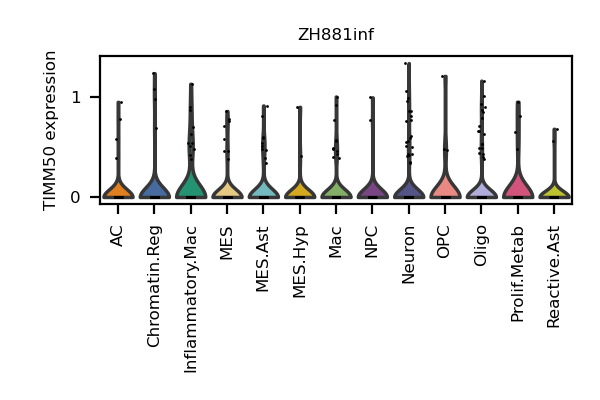 ZH881inf
TIMM50 expression
1
0
AC
Chromatin.Reg
Inflammatory.Mac
MES
MES.Ast
MES.Hyp
Mac
NPC
Neuron
OPC
Oligo
Prolif.Metab
Reactive.Ast